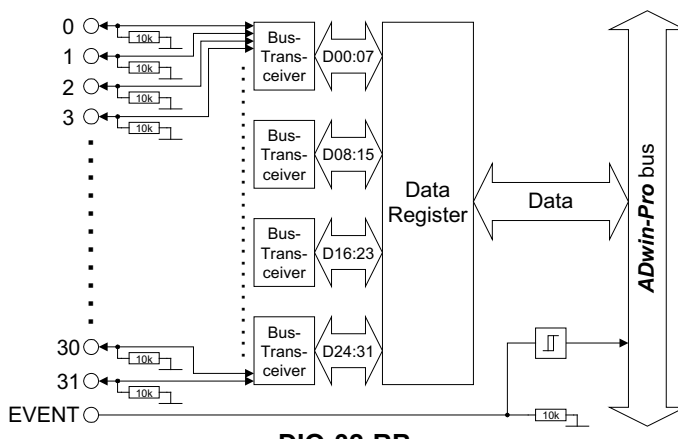 0
10k
1
10k
2
10k
3
10k
30
10k
31
10k
EVENT
Bus-
Trans-
ceiver
D00:07
Bus-
Trans-
ceiver
D08:15
Bus-
Trans-
ceiver
D16:23
Bus-
Trans-
ceiver
D24:31
Data
Register
Data
ADwin-Pro bus
10k